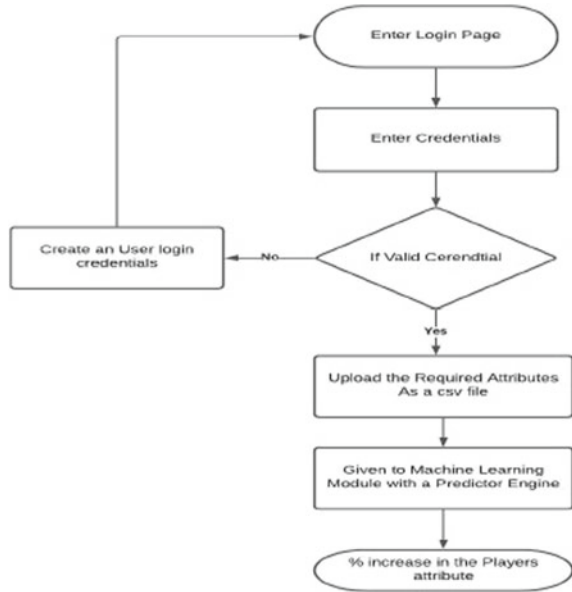 Enter Login Page
Enter Credentials
If Valid Cerendtial
No
Create an User login
credentials
Yes
Upload the Required Attributes
As a csv file
Given to Machine Learning
Module with a Predictor Engine
% increase in the Players
attribute